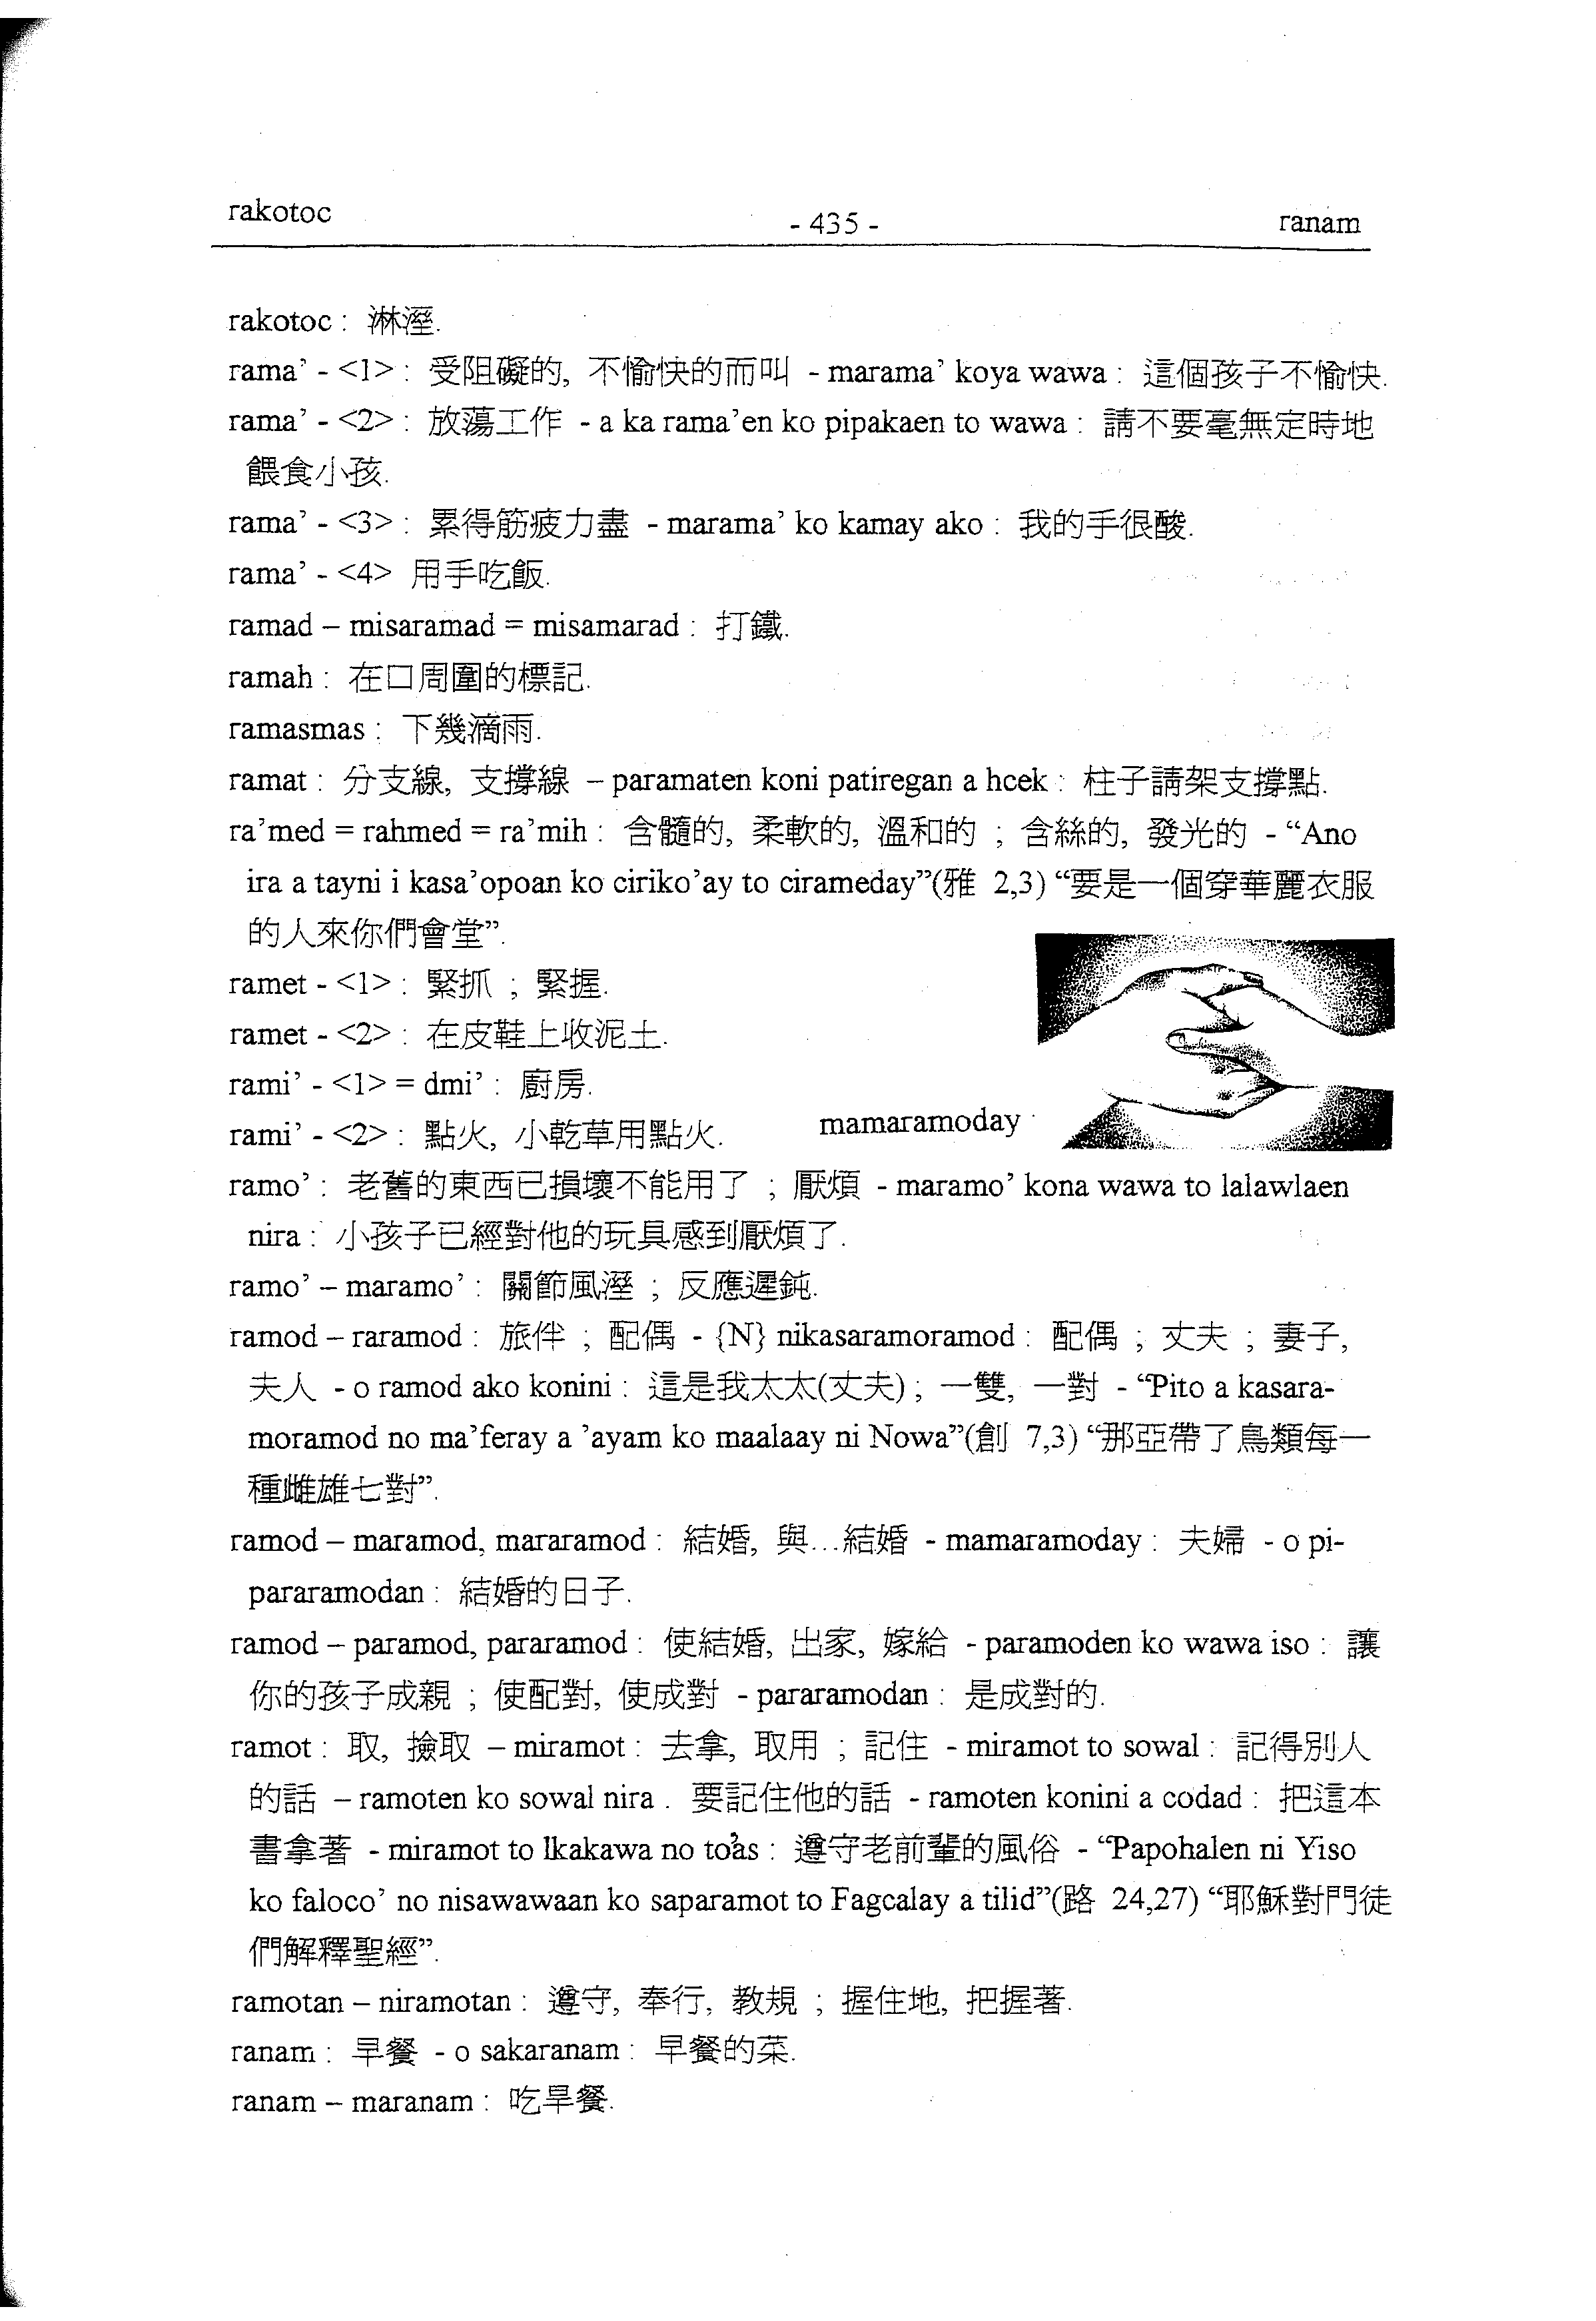 rakotoc - 435 - ranam
rakotoc : 淋溼.
rama’ - <1> : 受阻礙的, 不愉快的而叫 - marama’ koya wawa : 這個孩子不愉快.
rama’ - <2> : 放蕩工作 - a ka rama’en ko pipakaen to wawa : 請不要毫無定時地
餵食小孩.
rama’ - <3> : 累得筋疲力盡 - marama’ ko kamay ako : 我的手很酸.
rama’ - <4> 用手吃飯.
ramad – misaramad = misamarad : 打鐵.
ramah : 在口周圍的標記.
ramasmas : 下幾滴雨.
ramat : 分支線, 支撐線 – paramaten koni patiregan a hcek : 柱子請架支撐點.
ra’med = rahmed = ra’mih : 含髓的, 柔軟的, 溫和的 ; 含絲的, 發光的 - “Ano
ira a tayni i kasa’opoan ko ciriko’ay to cirameday”(雅 2,3) “要是一個穿華麗衣服
的人來你們會堂”.
ramet - <1> : 緊抓 ; 緊握.
ramet - <2> : 在皮鞋上收泥土.
rami’ - <1> = dmi’ : 廚房.
rami’ - <2> : 點火, 小乾草用點火.
mamaramoday
ramo’ : 老舊的東西已損壞不能用了 ; 厭煩 - maramo’ kona wawa to lalawlaen
nira : 小孩子已經對他的玩具感到厭煩了.
ramo’ – maramo’ : 關節風溼 ; 反應遲鈍.
ramod – raramod : 旅伴 ; 配偶 - {N} nikasaramoramod : 配偶 ; 丈夫 ; 妻子,
夫人 - o ramod ako konini : 這是我太太(丈夫) ; 一雙, 一對 - “Pito a kasara-
moramod no ma’feray a ’ayam ko maalaay ni Nowa”(創 7,3) “那亞帶了鳥類每一
種雌雄七對”.
ramod – maramod, mararamod : 結婚, 與...結婚 - mamaramoday : 夫婦 - o pi-
pararamodan : 結婚的日子.
ramod – paramod, pararamod : 使結婚, 出家, 嫁給 - paramoden ko wawa iso : 讓
你的孩子成親 ; 使配對, 使成對 - pararamodan : 是成對的.
ramot : 取, 撿取 – miramot : 去拿, 取用 ; 記住 - miramot to sowal : 記得別人
的話 – ramoten ko sowal nira . 要記住他的話 - ramoten konini a codad : 把這本
書拿著 - miramot to lkakawa no to’as : 遵守老前輩的風俗 - “Papohalen ni Yiso
ko faloco’ no nisawawaan ko saparamot to Fagcalay a tilid”(路 24,27) “耶穌對門徒
們解釋聖經”.
ramotan – niramotan : 遵守, 奉行, 教規 ; 握住地, 把握著.
ranam : 早餐 - o sakaranam : 早餐的菜.
ranam – maranam : 吃早餐.